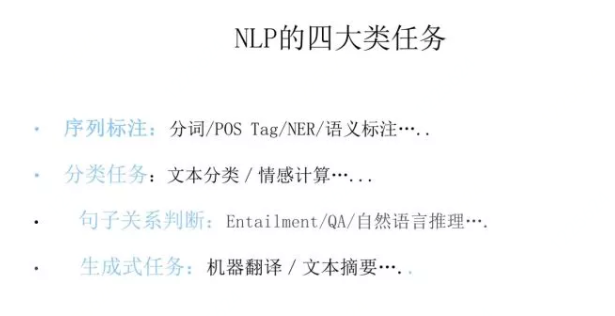 NLP的四大类任务
• 序列标注：分词/POS Tag/NER/语义标注…..
• 分类任务：文本分类/情感计算…...
• 句子关系判断：Entailment/QA/自然语言推理….
• 生成式任务：机器翻译/文本摘要…..